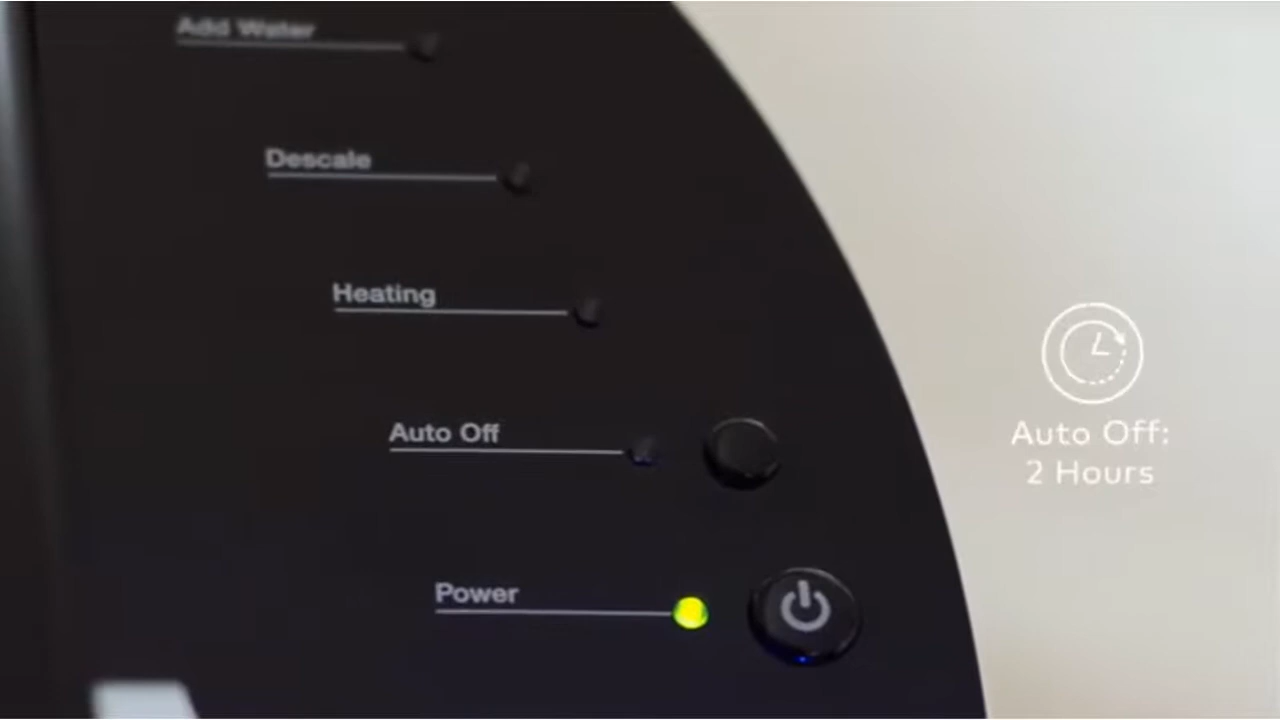 Add Water
Descale
Heating
Auto Off
Auto Off:
2 Hours
Power